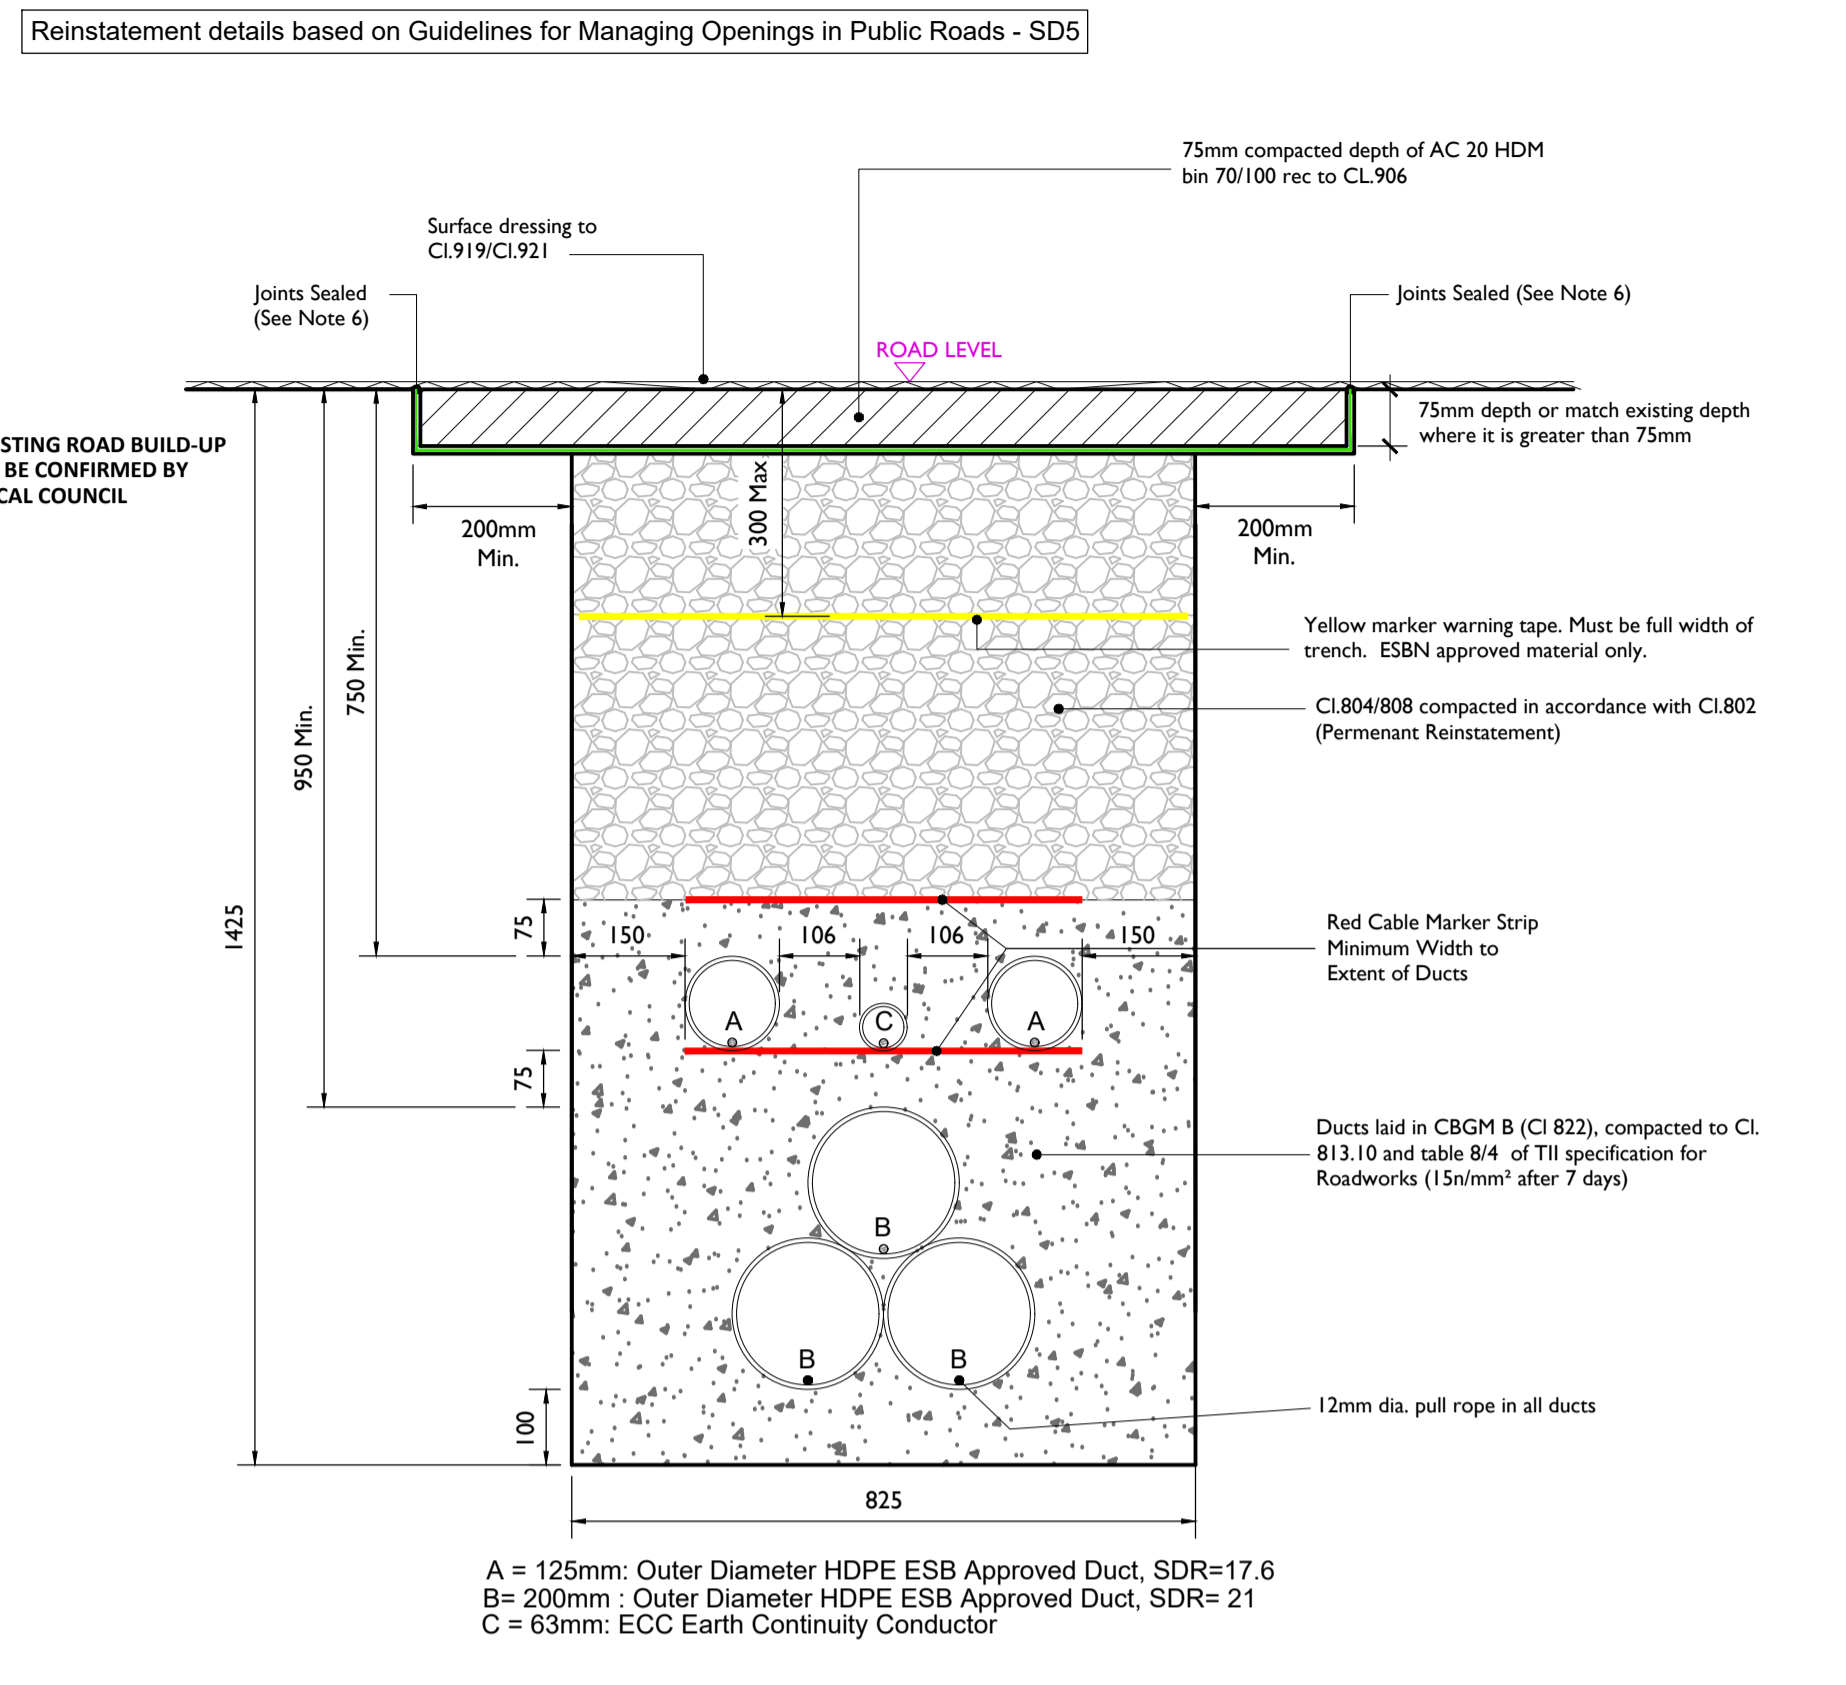 Reinstatement details based on Guidelines for Managing Openings in Public Roads - SD5
75mm compacted depth of AC 20 HDM
bin 70/100 rec to CL.906
Surface dressing to
Cl.919/Cl.921
Joints Sealed
(See Note 6)
Joints Sealed (See Note 6)
ROAD LEVEL
75mm depth or match existing depth
where it is greater than 75mm
STING ROAD BUILD-UP
BE CONFIRMED BY
CAL COUNCIL
200mm
Min.
300 Max.
200mm
Min.
750 Min.
950 Min.
1425
Yellow marker warning tape. Must be full width of
trench. ESBN approved material only.
Cl.804/808 compacted in accordance with Cl.802
(Permenant Reinstatement)
75
150
106
106
150
Red Cable Marker Strip
Minimum Width to
Extent of Ducts
A
C
A
75
Ducts laid in CBGM B (Cl 822), compacted to Cl.
813.10 and table 8/4 of TII specification for
Roadworks (15n/mm² after 7 days)
B
B
B
100
12mm dia. pull rope in all ducts
825
A = 125mm: Outer Diameter HDPE ESB Approved Duct, SDR=17.6
B= 200mm : Outer Diameter HDPE ESB Approved Duct, SDR= 21
C = 63mm: ECC Earth Continuity Conductor